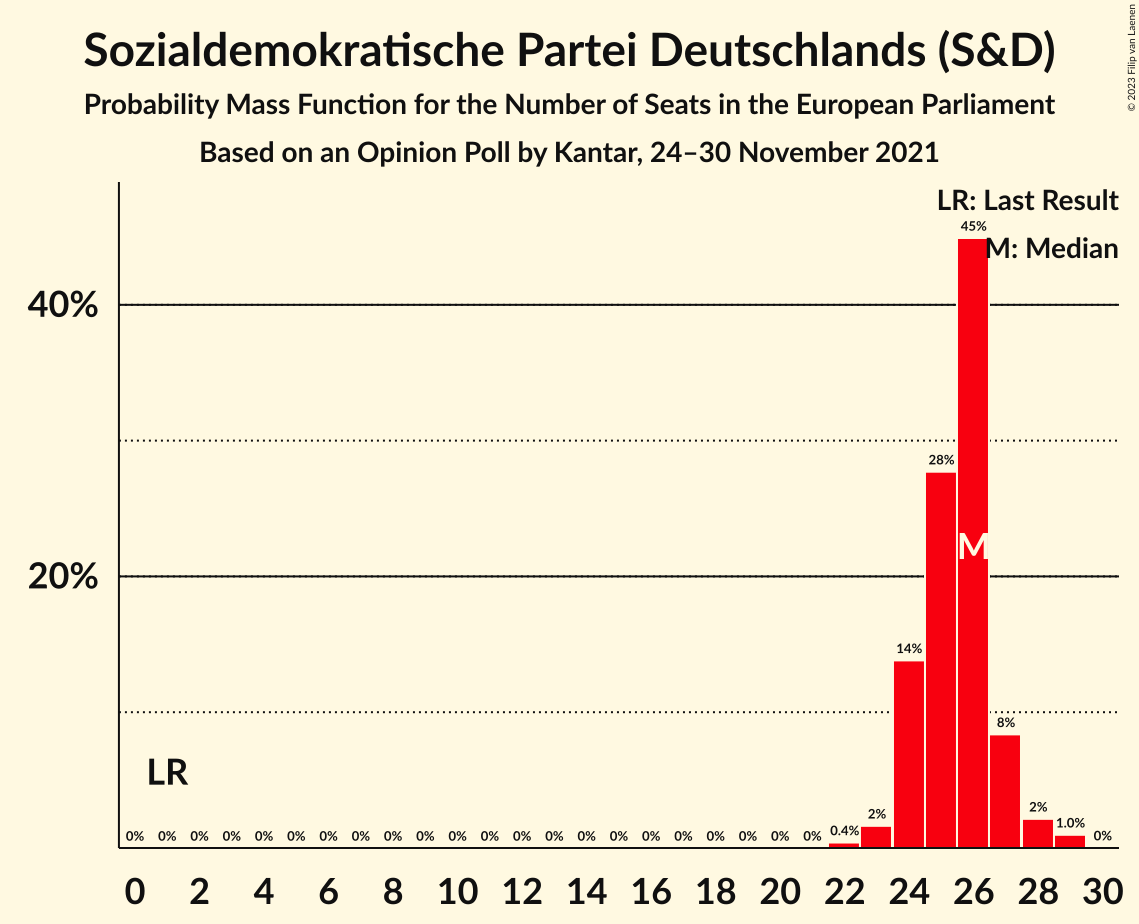 Sozialdemokratische Partei Deutschlands (S&D)
Probability Mass Function for the Number of Seats in the European Parliament
Based on an Opinion Poll by Kantar, 24–30 November 2021
© 2023 Filip van Laenen
LR: Last Result
M: Median
45%
40%
28%
M
20%
14%
8%
LR
2%
2%
0% 0% 0% 0% 0% 0% 0% 0% 0% 0% 0% 0% 0% 0% 0% 0% 0% 0% 0% 0% 0% 0% 0.4% 1.0% 0%
0 2 4 6 8 10 12 14 16 18 20 22 24 26 28 30